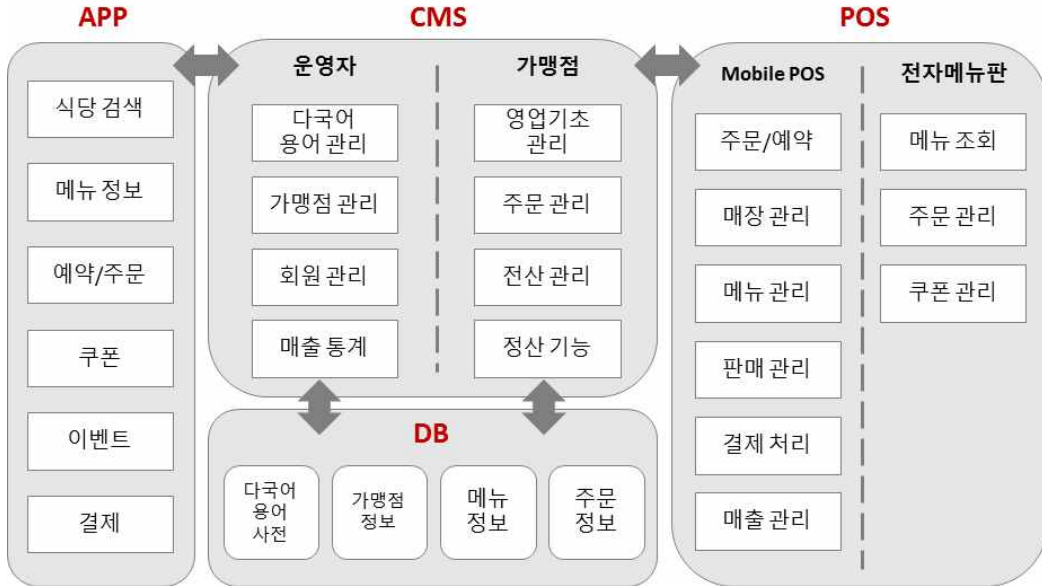 APP
식당 검색
메뉴 정보
예약/주문
쿠폰
이벤트
결제
CMS
운영자
다국어
용어 관리
가맹점 관리
회원 관리
매출 통계
가맹점
영업기초
관리
주문 관리
전산 관리
정산 기능
DB
다국어
용어
사전
가맹점
정보
메뉴
정보
주문
정보
POS
Mobile POS
주문/예약
매장 관리
메뉴 관리
판매 관리
결제 처리
매출 관리
전자메뉴판
메뉴 조회
주문 관리
쿠폰 관리